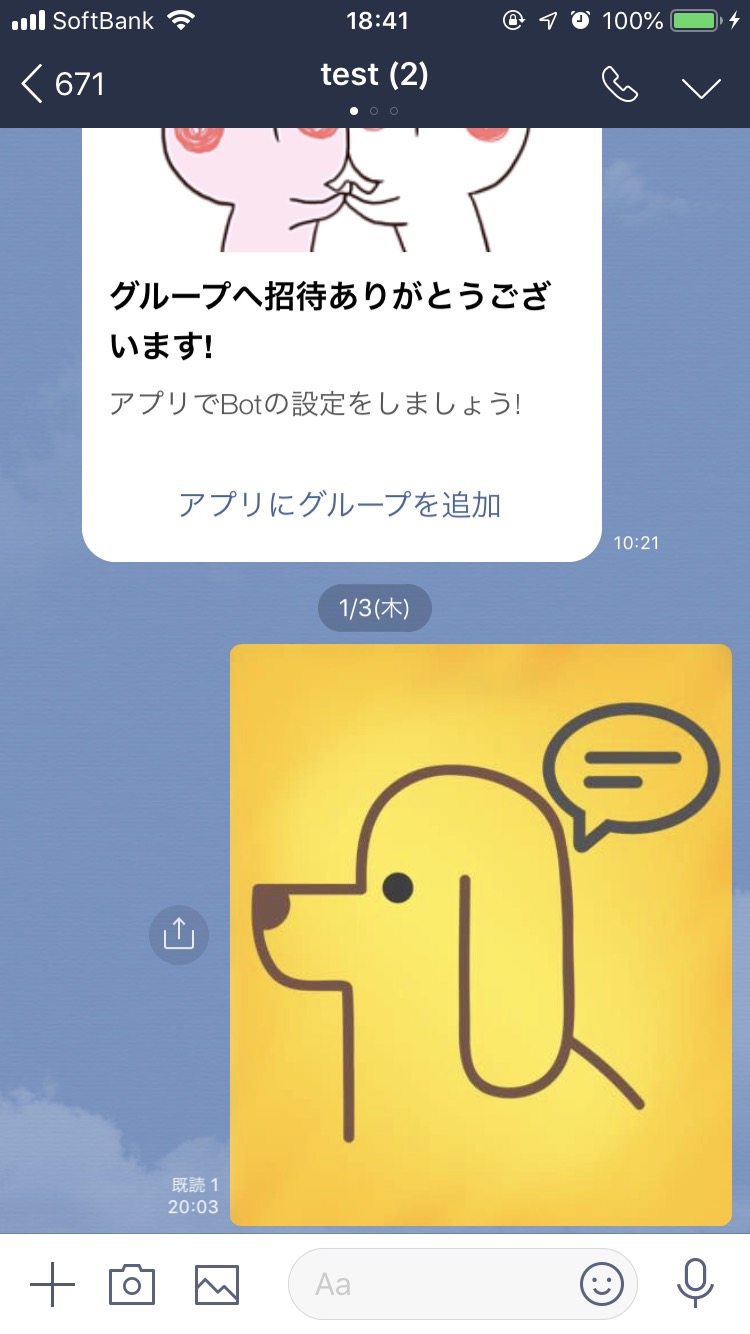 SoftBank 18:41 100%
671 test (2)
グループへ招待ありがとうござ
います!
アプリでBotの設定をしましょう!
アプリにグループを追加
10:21
1/3(木)
既読 1
20:03
Aa